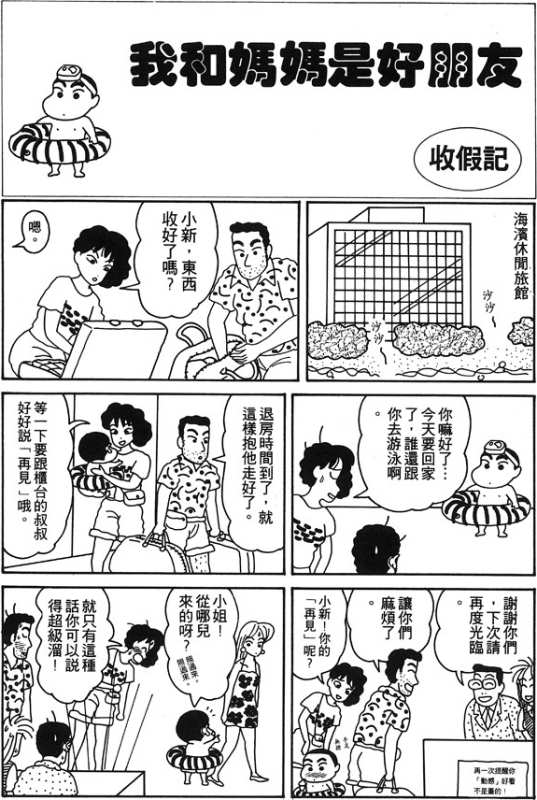 我和媽媽是好朋友
收假記
海濱休閒旅館
沙沙~
沙沙~
小新，東西
收好了嗎？
嗯。
你嘛好了…
今天要回家
了，誰還跟
你去游泳啊
。
退房時間到了，就
這樣抱他走好了。
等一下要跟櫃台的叔叔
好好說「再見」哦。
謝謝你們
，下次請
再度光臨
。
讓你們
麻煩了
。
小新！你的
「再見」呢？
再一次提醒你
「動感」好看
不是蓋的！
小姐！
從哪兒
來的呀？
就只有這種
話你可以說
得超級溜！